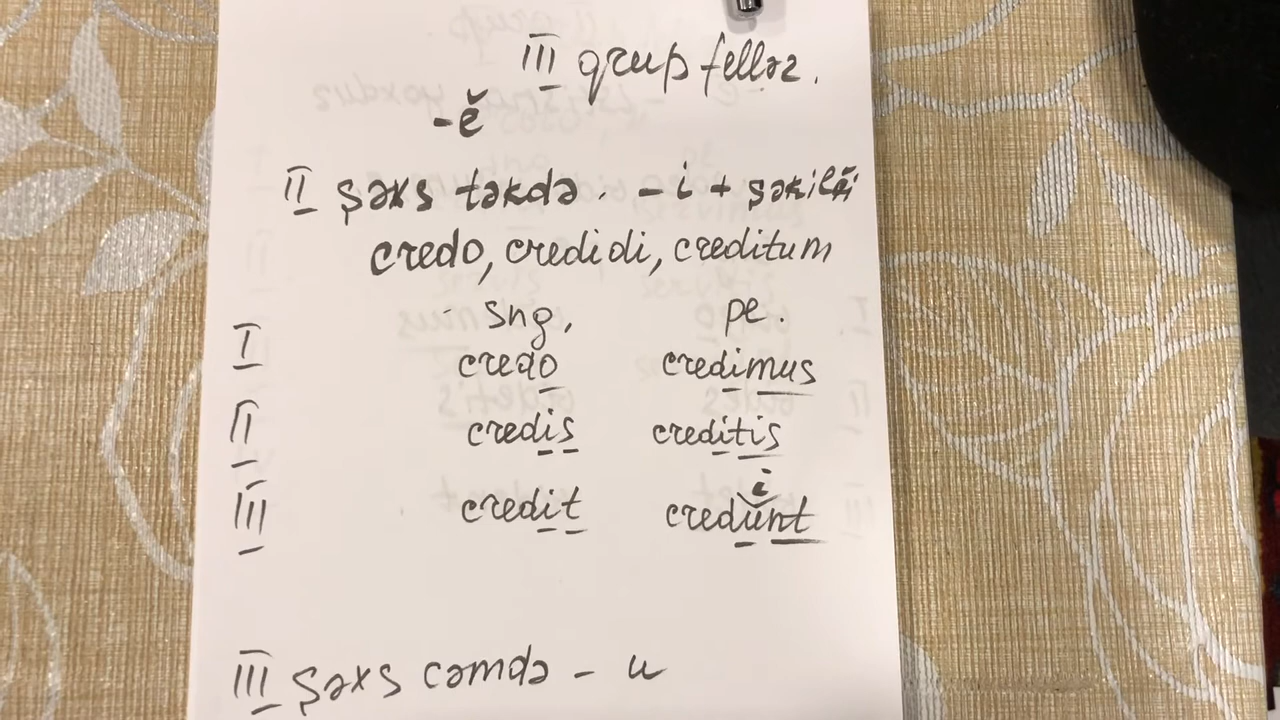 III qrup fellər.
-ĕ
II şəxs təkdə. - i + şəkilçi
credo, credidi, creditum
sng, pe.
I credo credimus
II credis creditis
i
III credit credunt
III şəxs cəmdə - u